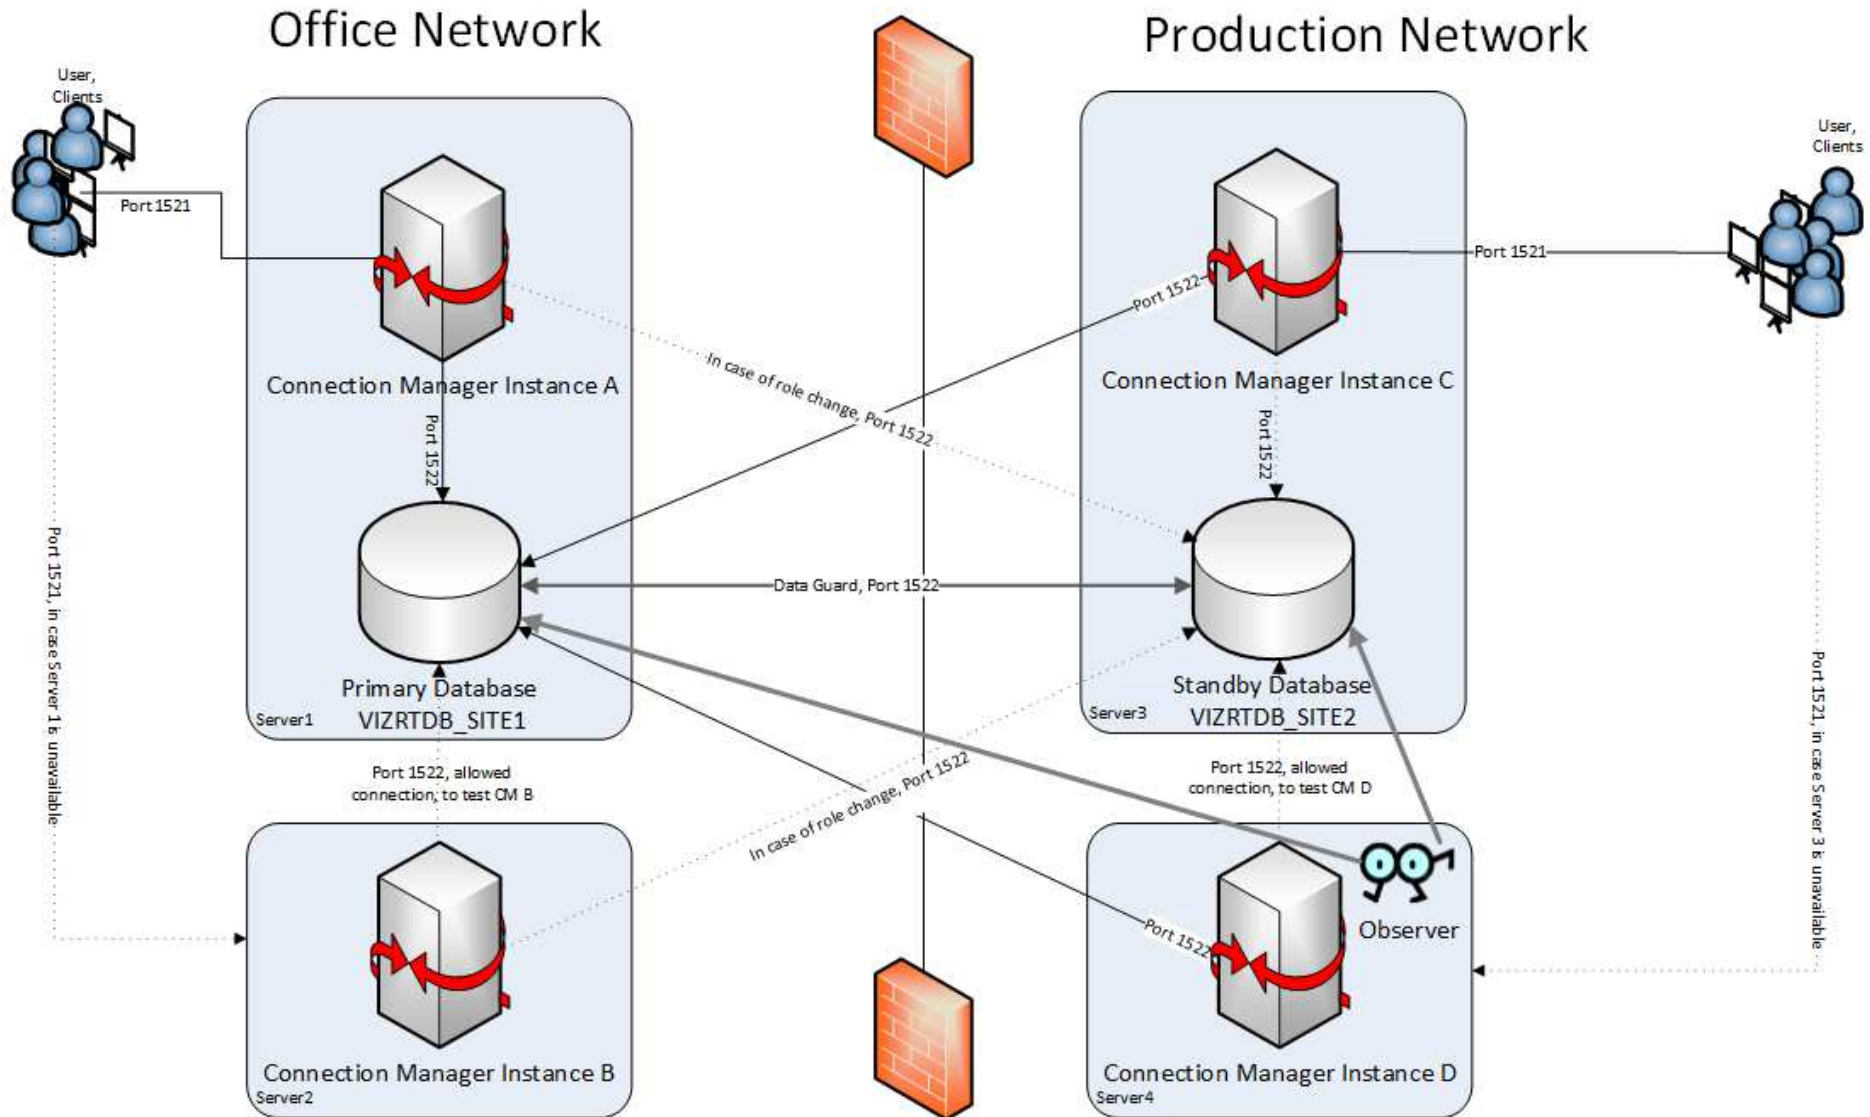 Office Network
Production Network
User,
Clients
User,
Clients
Port 1521
Port 1521
Port 1522
In case of role change, Port 1522
Connection Manager Instance A
Connection Manager Instance C
Port 1522
Port 1522
Data Guard, Port 1522
Port 1521, in case Server 1 is unavailable
Port 1521, in case Server 3 is unavailable
Primary Database
VIZRTDB_SITE1
Server1
Standby Database
VIZRTDB_SITE2
Server3
Port 1522, allowed
connection, to test CM B
In case of role change, Port 1522
Port 1522, allowed
connection, to test CM D
Observer
Port 1522
Connection Manager Instance B
Server2
Connection Manager Instance D
Server4